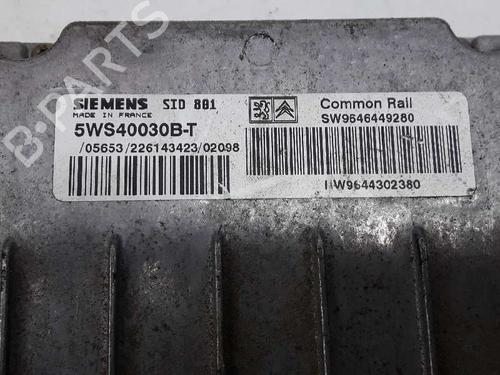 B-PARTS
SIEMENS SID 801
MADE IN FRANCE
5WS40030B-T
/05653/226143423/02098
Common Rail
SW9646449280
HW9644302380